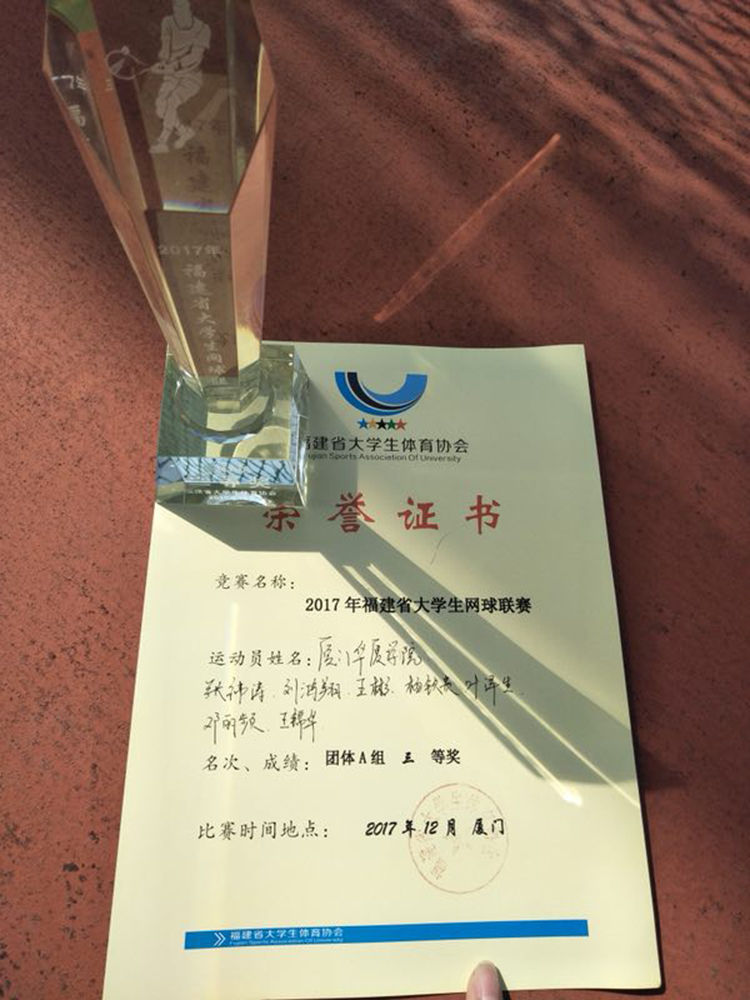 2017年
福建省大学生网球联
福建省大学生体育协会
Fujian Sports Association Of University
荣誉证书
竞赛名称:
2017年福建省大学生网球联赛
运动员姓名:厦门华厦学院
刘鸿翔、王彬、
王锦华
名次、成绩:团体A组 三 等奖
比赛时间地点: 2017年12月 厦门
福建省大学生体育协会
Fujian Sports Association Of University